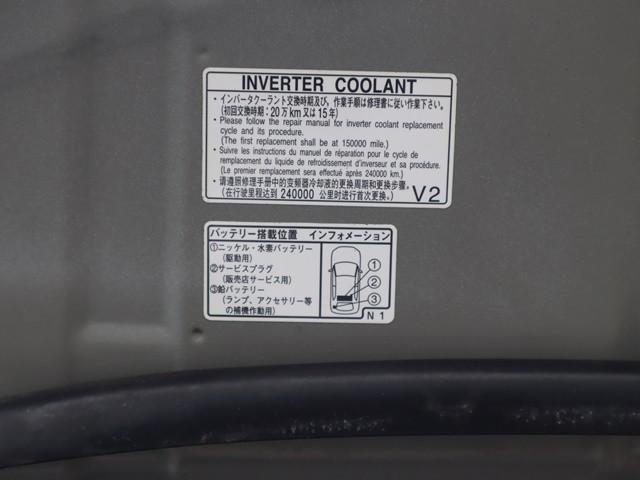 INVERTER COOLANT
・インバータクーラント交換時期及び，作業手順は修理書に従い作業下さい。
(初回交換時期：20万km又は15年)
・Please follow the repair manual for inverter coolant replacement
cycle and its procedure.
(The first replacement shall be at 150000 mile.)
・Suivre les instructions du manuel de réparation pour le cycle de
remplacement du liquide de refroidissement d'inverseur et sa procédure.
(Le premier remplacement sera effectué après 240000 km.)
・请遵照修理手册中的变频器冷却液的更换周期和更换步骤。
(在行驶里程达到 240000 公里时进行首次更换。) V2
バッテリー搭載位置 インフォメーション
①ニッケル・水素バッテリー
(駆動用)
②サービスプラグ
(販売店サービス用)
③鉛バッテリー
(ランプ、アクセサリー等
の補機作動用)
①
②
③
N 1